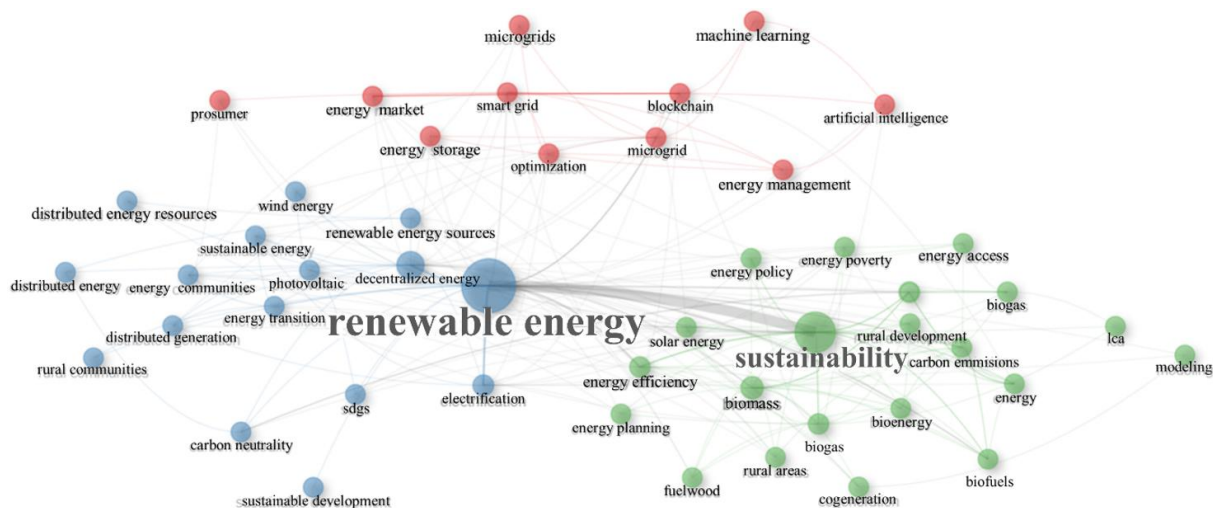 microgrids
machine learning
prosumer
energy market
smart grid
blockchain
artificial intelligence
energy storage
optimization
microgrid
energy management
distributed energy resources
wind energy
renewable energy sources
sustainable energy
energy policy
energy poverty
energy access
distributed energy
energy communities
photovoltaic
decentralized energy
biogas
distributed generation
energy transition
renewable energy
solar energy
rural development
lca
rural communities
sustainability
carbon emmisions
modeling
energy efficiency
sdgs
electrification
biomass
energy
energy planning
bioenergy
carbon neutrality
biogas
rural areas
biofuels
sustainable development
fuelwood
cogeneration